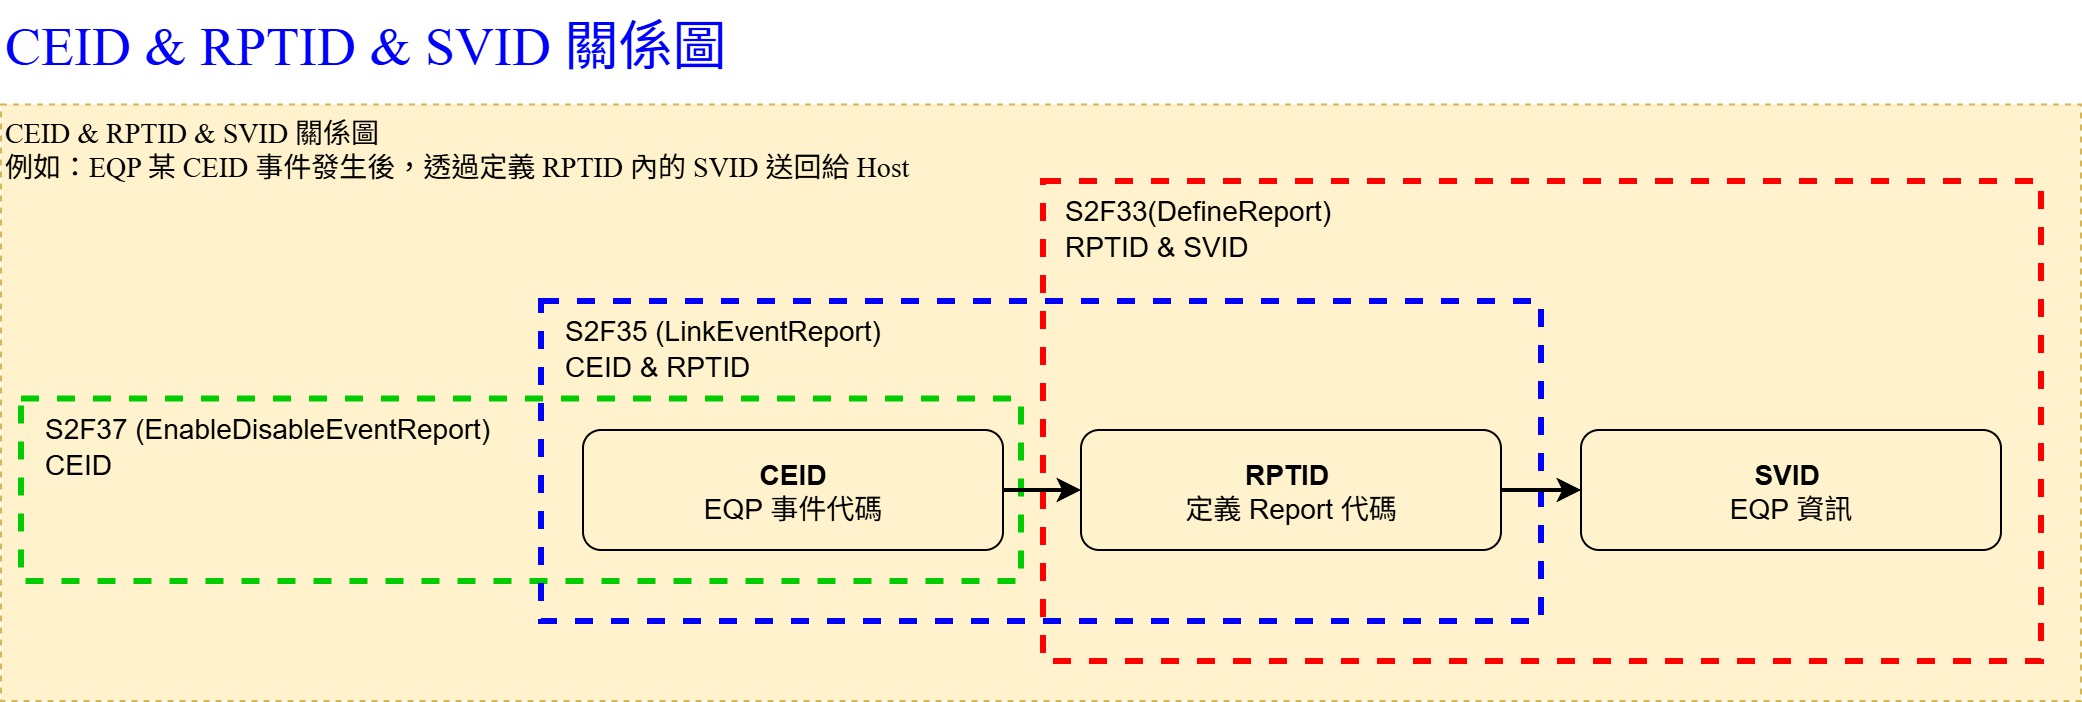 CEID & RPTID & SVID 關係圖
CEID & RPTID & SVID 關係圖
例如：EQP 某 CEID 事件發生後，透過定義 RPTID 內的 SVID 送回給 Host
S2F33(DefineReport)
RPTID & SVID
S2F35 (LinkEventReport)
CEID & RPTID
S2F37 (EnableDisableEventReport)
CEID
CEID
EQP 事件代碼
RPTID
定義 Report 代碼
SVID
EQP 資訊